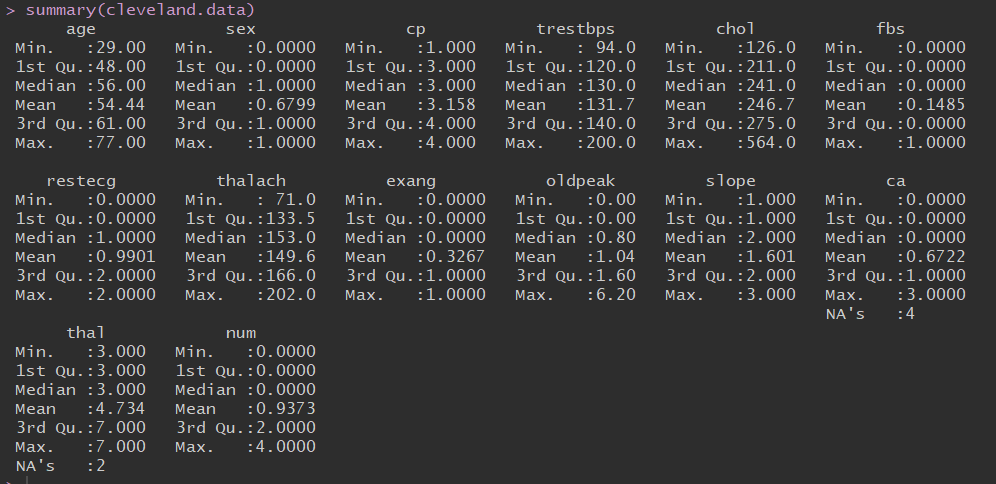 > summary(cleveland.data)
age sex cp trestbps chol fbs
Min. :29.00 Min. :0.0000 Min. :1.000 Min. : 94.0 Min. :126.0 Min. :0.0000
1st Qu.:48.00 1st Qu.:0.0000 1st Qu.:3.000 1st Qu.:120.0 1st Qu.:211.0 1st Qu.:0.0000
Median :56.00 Median :1.0000 Median :3.000 Median :130.0 Median :241.0 Median :0.0000
Mean :54.44 Mean :0.6799 Mean :3.158 Mean :131.7 Mean :246.7 Mean :0.1485
3rd Qu.:61.00 3rd Qu.:1.0000 3rd Qu.:4.000 3rd Qu.:140.0 3rd Qu.:275.0 3rd Qu.:0.0000
Max. :77.00 Max. :1.0000 Max. :4.000 Max. :200.0 Max. :564.0 Max. :1.0000
restecg thalach exang oldpeak slope ca
Min. :0.0000 Min. : 71.0 Min. :0.0000 Min. :0.00 Min. :1.000 Min. :0.0000
1st Qu.:0.0000 1st Qu.:133.5 1st Qu.:0.0000 1st Qu.:0.00 1st Qu.:1.000 1st Qu.:0.0000
Median :1.0000 Median :153.0 Median :0.0000 Median :0.80 Median :2.000 Median :0.0000
Mean :0.9901 Mean :149.6 Mean :0.3267 Mean :1.04 Mean :1.601 Mean :0.6722
3rd Qu.:2.0000 3rd Qu.:166.0 3rd Qu.:1.0000 3rd Qu.:1.60 3rd Qu.:2.000 3rd Qu.:1.0000
Max. :2.0000 Max. :202.0 Max. :1.0000 Max. :6.20 Max. :3.000 Max. :3.0000
NA's :4
thal num
Min. :3.000 Min. :0.0000
1st Qu.:3.000 1st Qu.:0.0000
Median :3.000 Median :0.0000
Mean :4.734 Mean :0.9373
3rd Qu.:7.000 3rd Qu.:2.0000
Max. :7.000 Max. :4.0000
NA's :2
>